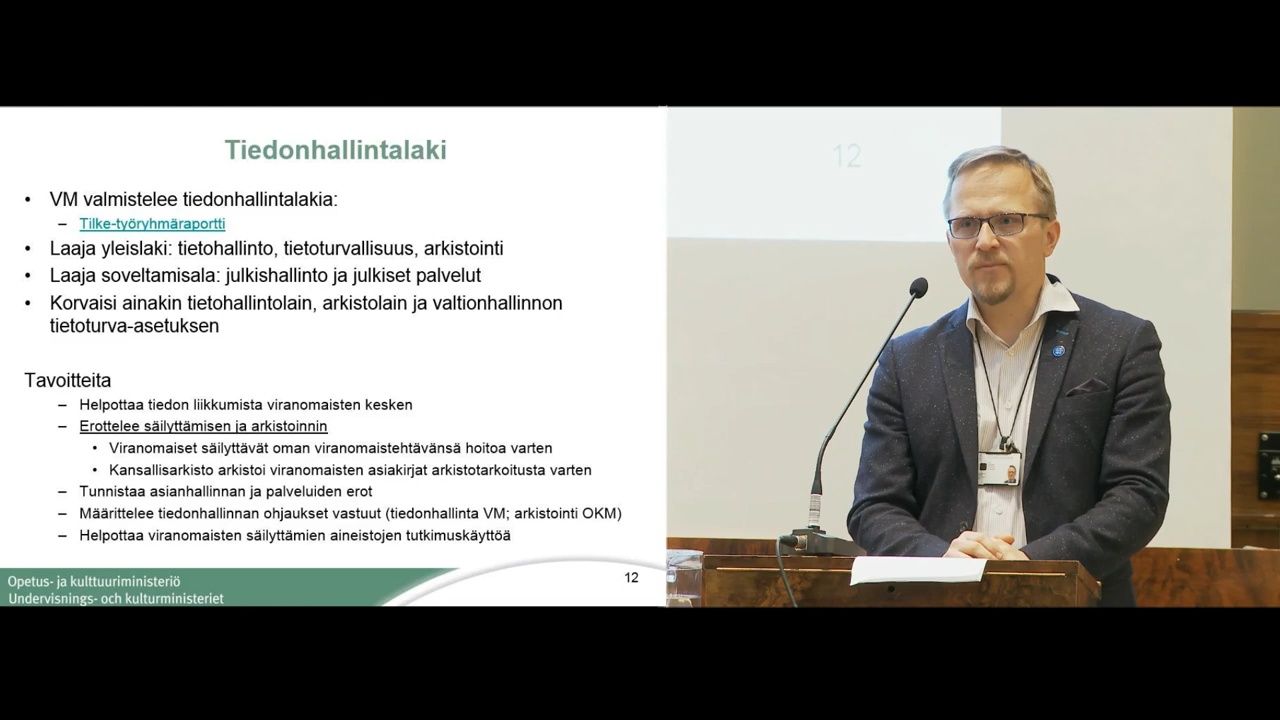 Tiedonhallintalaki
• VM valmistelee tiedonhallintalakia:
– Tilke-työryhmäraportti
• Laaja yleislaki: tietohallinto, tietoturvallisuus, arkistointi
• Laaja soveltamisala: julkishallinto ja julkiset palvelut
• Korvaisi ainakin tietohallintolain, arkistolain ja valtionhallinnon
tietoturva-asetuksen
Tavoitteita
– Helpottaa tiedon liikkumista viranomaisten kesken
– Erottelee säilyttämisen ja arkistoinnin
• Viranomaiset säilyttävät oman viranomaistehtävänsä hoitoa varten
• Kansallisarkisto arkistoi viranomaisten asiakirjat arkistotarkoitusta varten
– Tunnistaa asianhallinnan ja palveluiden erot
– Määrittelee tiedonhallinnan ohjaukset vastuut (tiedonhallinta VM; arkistointi OKM)
– Helpottaa viranomaisten säilyttämien aineistojen tutkimuskäyttöä
Opetus- ja kulttuuriministeriö
Undervisnings- och kulturministeriet
12
12